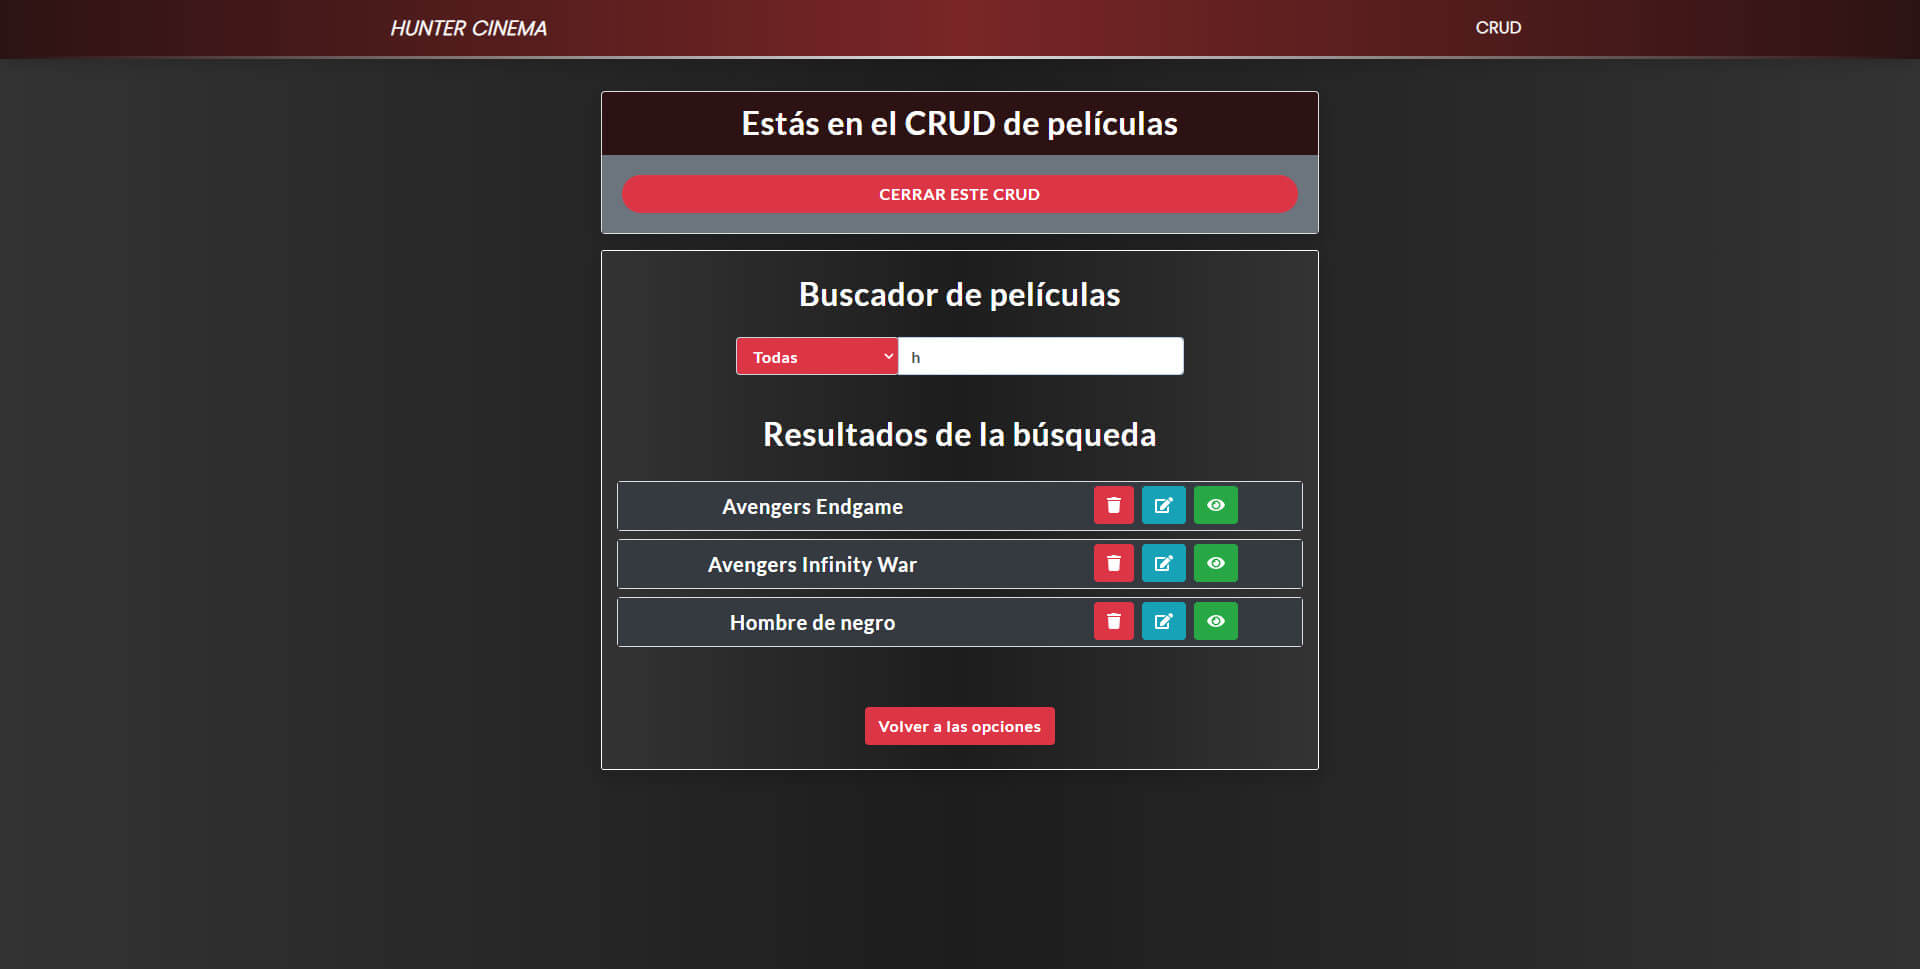 HUNTER CINEMA
CRUD
Estás en el CRUD de películas
CERRAR ESTE CRUD
Buscador de películas
Todas
h
Resultados de la búsqueda
Avengers Endgame
Avengers Infinity War
Hombre de negro
Volver a las opciones